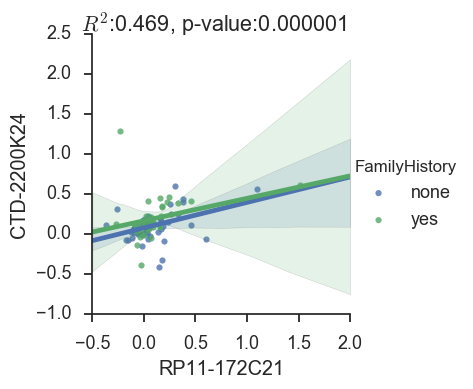 R²:0.469, p-value:0.000001
2.5
2.0
1.5
1.0
0.5
0.0
−0.5
−1.0
CTD-2200K24
−0.5 0.0 0.5 1.0 1.5 2.0
RP11-172C21
FamilyHistory
none
yes